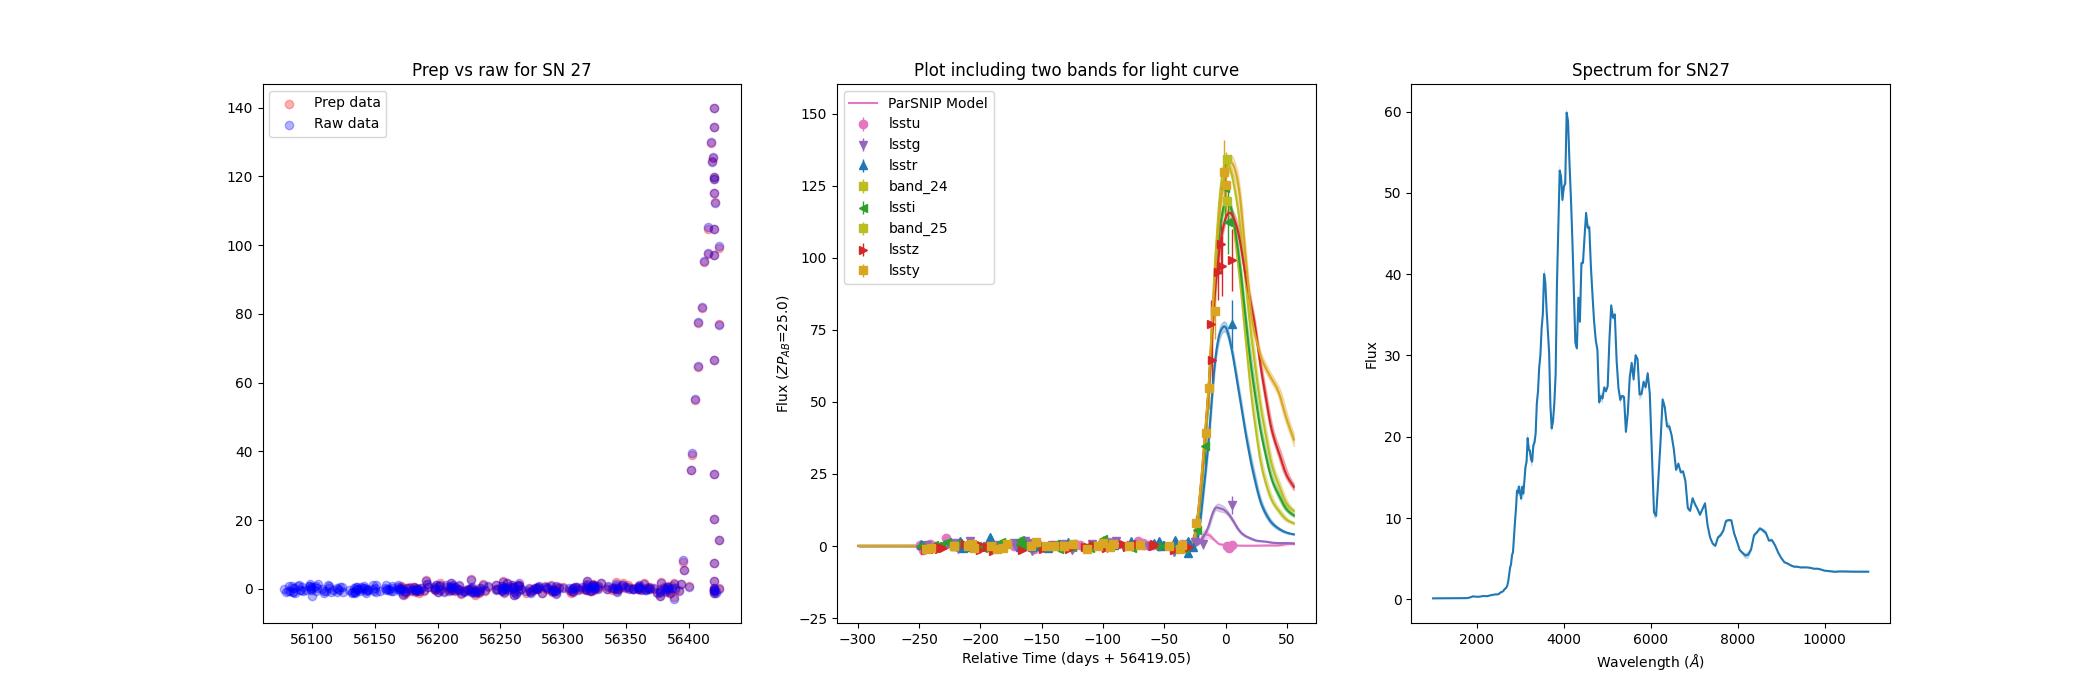 Prep vs raw for SN 27
Prep data
Raw data
140
120
100
80
60
40
20
0
56100
56150
56200
56250
56300
56350
56400
Plot including two bands for light curve
ParSNIP Model
lsstu
lsstg
lsstr
band_24
lssti
band_25
lsstz
lssty
Flux (ZP_AB=25.0)
150
125
100
75
50
25
0
−25
−300
−250
−200
−150
−100
−50
0
50
Relative Time (days + 56419.05)
Spectrum for SN27
Flux
60
50
40
30
20
10
0
2000
4000
6000
8000
10000
Wavelength (Å)